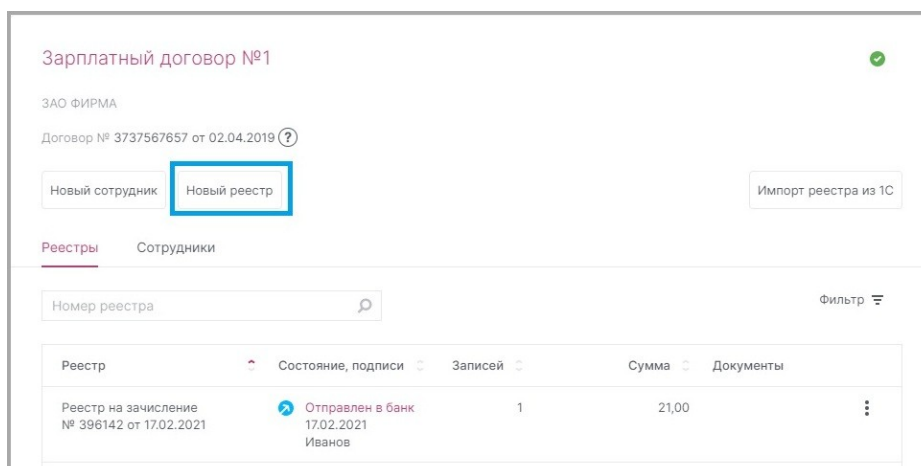 Зарплатный договор №1
ЗАО ФИРМА
Договор № 3737567657 от 02.04.2019 ?
Новый сотрудник Новый реестр Импорт реестра из 1С
Реестры Сотрудники
Номер реестра Фильтр
Реестр Состояние, подписи Записей Сумма Документы
Реестр на зачисление Отправлен в банк 1 21,00
№ 396142 от 17.02.2021 17.02.2021
Иванов